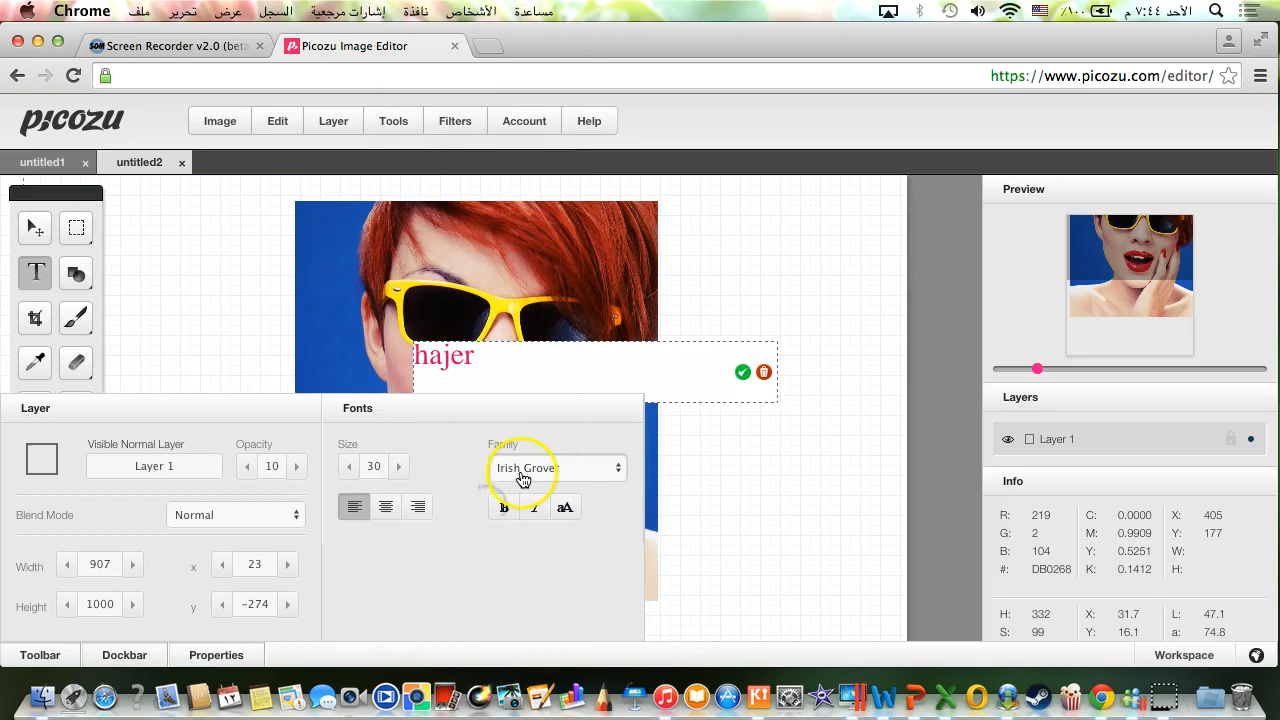 Chrome ملف تحرير عرض السجل إشارات مرجعية الأشخاص نافذة مساعدة الأحد ٧:٤٤ م ١٠٠٪
Screen Recorder v2.0 (beta
Picozu Image Editor
https://www.picozu.com/editor/
picozu
Image Edit Layer Tools Filters Account Help
untitled1
untitled2
Preview
hajer
Layers
Layer 1
Layer
Fonts
Visible Normal Layer
Opacity
Size
Family
Layer 1
10
30
Irish Grover
Blend Mode
Normal
B I aA
Width
907
x
23
Height
1000
y
-274
Info
R: 219 C: 0.0000 X: 405
G: 2 M: 0.9909 Y: 177
B: 104 Y: 0.5251 W:
#: DB0268 K: 0.1412 H:
H: 332 X: 31.7 L: 47.1
S: 99 Y: 16.1 a: 74.8
Toolbar Dockbar Properties
Workspace